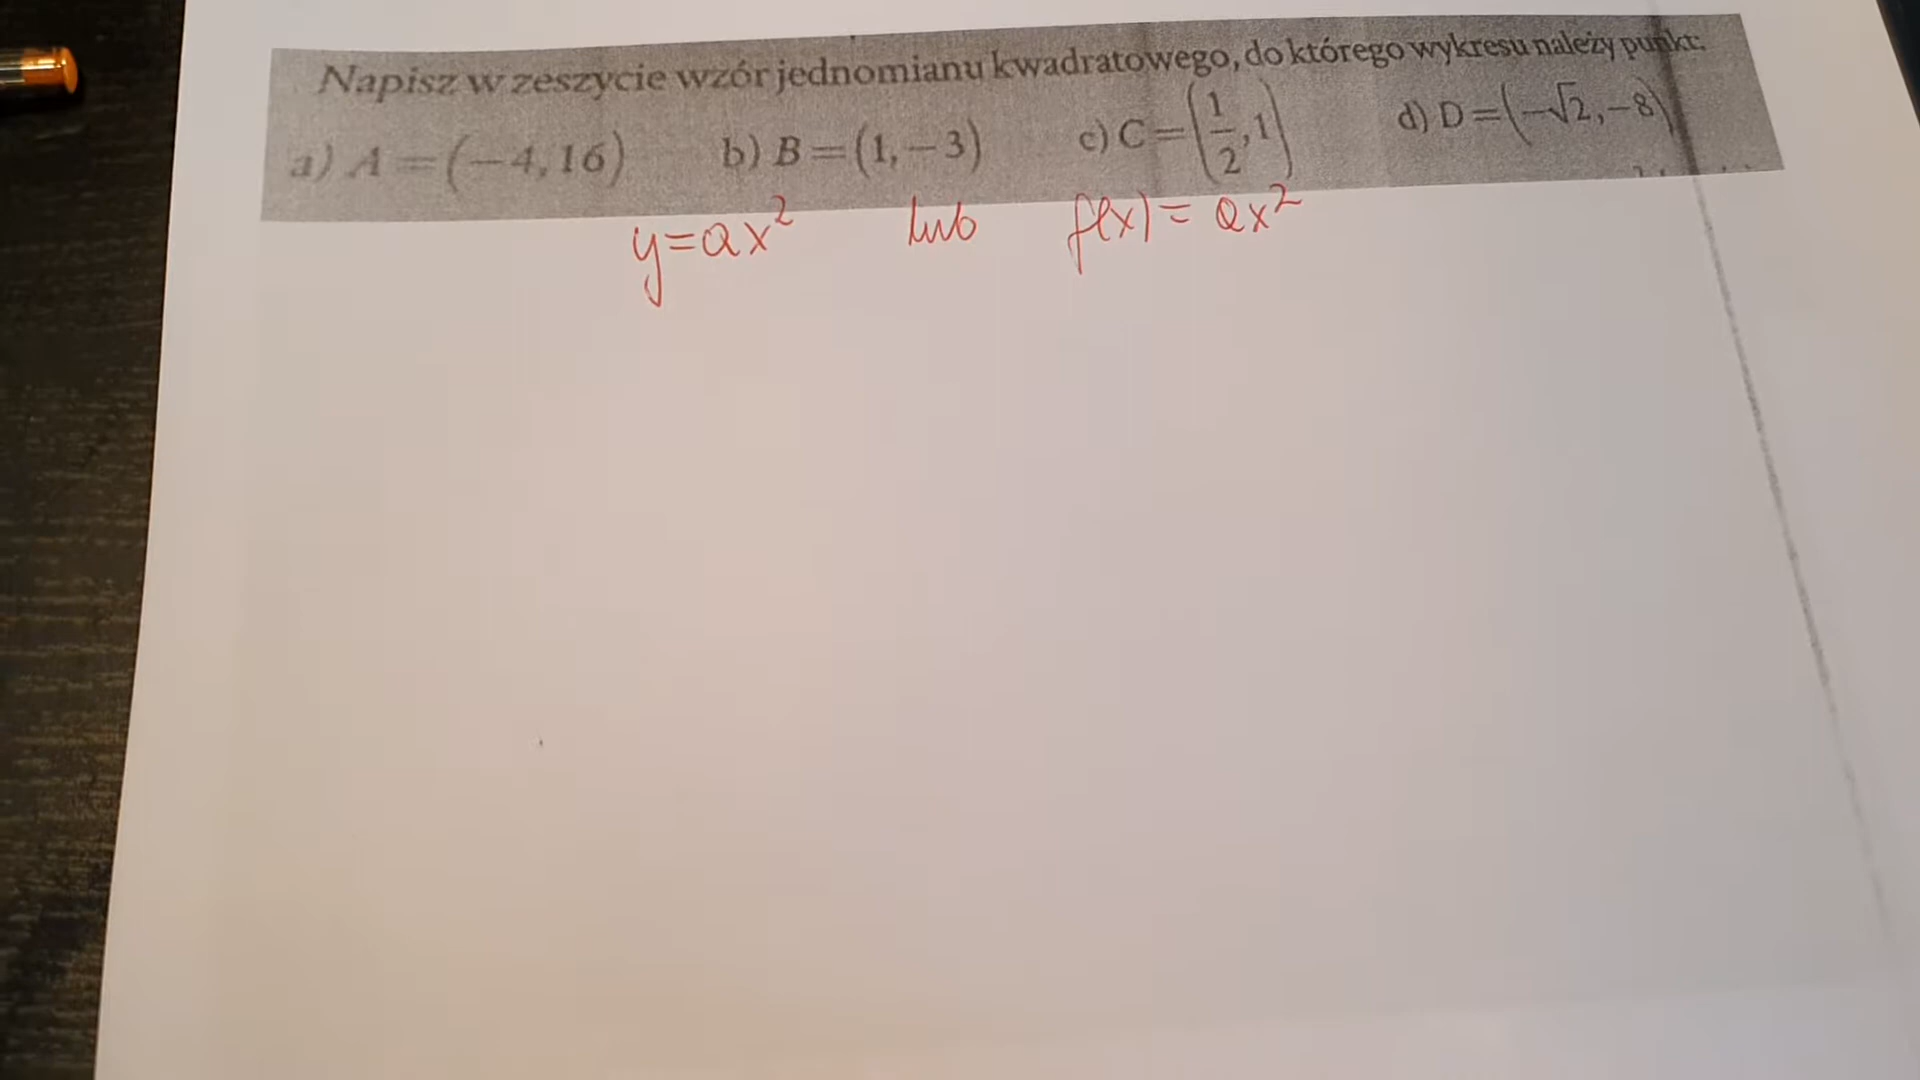 Napisz w zeszycie wzór jednomianu kwadratowego, do którego wykresu należy punkt:
a) A = (−4, 16) b) B = (1, −3) c) C = (1/2, 1) d) D = (−√2, −8)
y = ax² lub f(x) = ax²